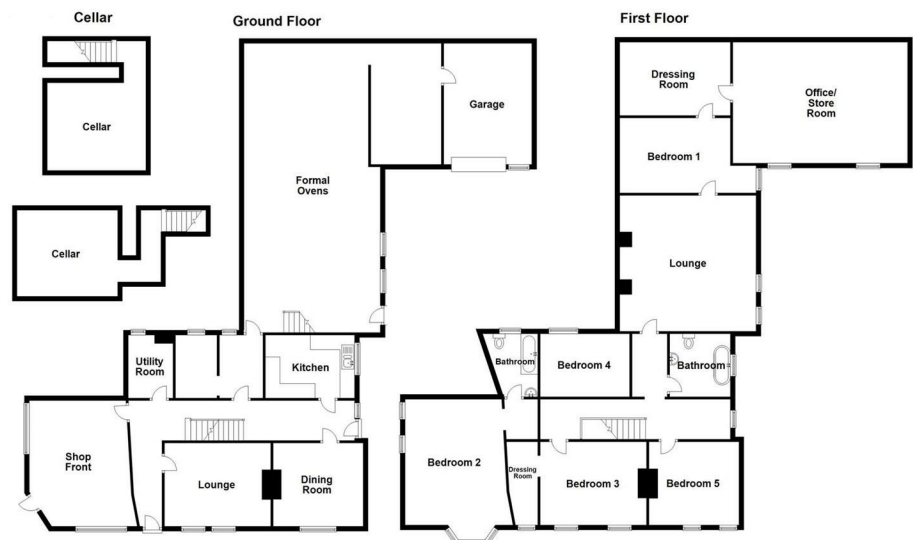 Cellar
Ground Floor
First Floor
Cellar
Cellar
Formal
Ovens
Garage
Utility
Room
Kitchen
Shop
Front
Lounge
Dining
Room
Dressing
Room
Office/
Store
Room
Bedroom 1
Lounge
Bathroom
Bedroom 4
Bathroom
Bedroom 2
Dressing
Room
Bedroom 3
Bedroom 5